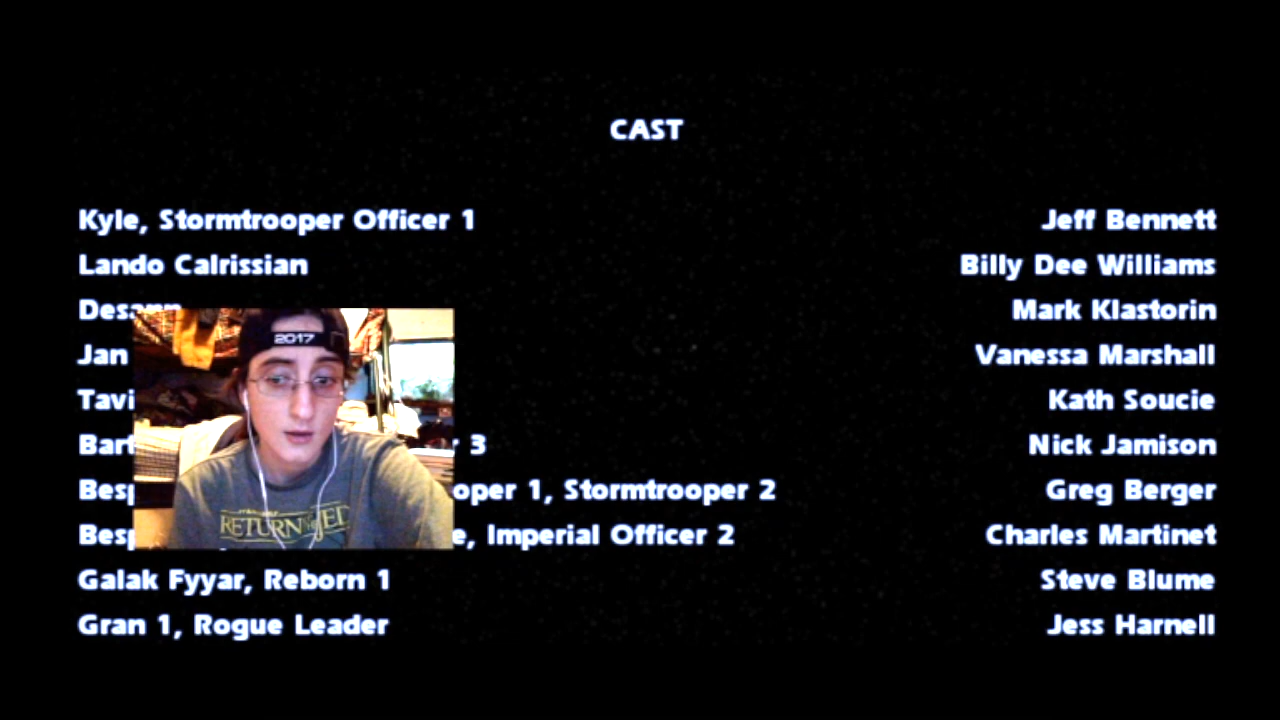 CAST
Kyle, Stormtrooper Officer 1 Jeff Bennett
Lando Calrissian Billy Dee Williams
Mark Klastorin
Jan Vanessa Marshall
Kath Soucie
2017
3 Nick Jamison
1, Stormtrooper 2 Greg Berger
RETURN OF JEDI
Imperial Officer 2 Charles Martinet
Galak Fyyar, Reborn 1 Steve Blume
Gran 1, Rogue Leader Jess Harnell